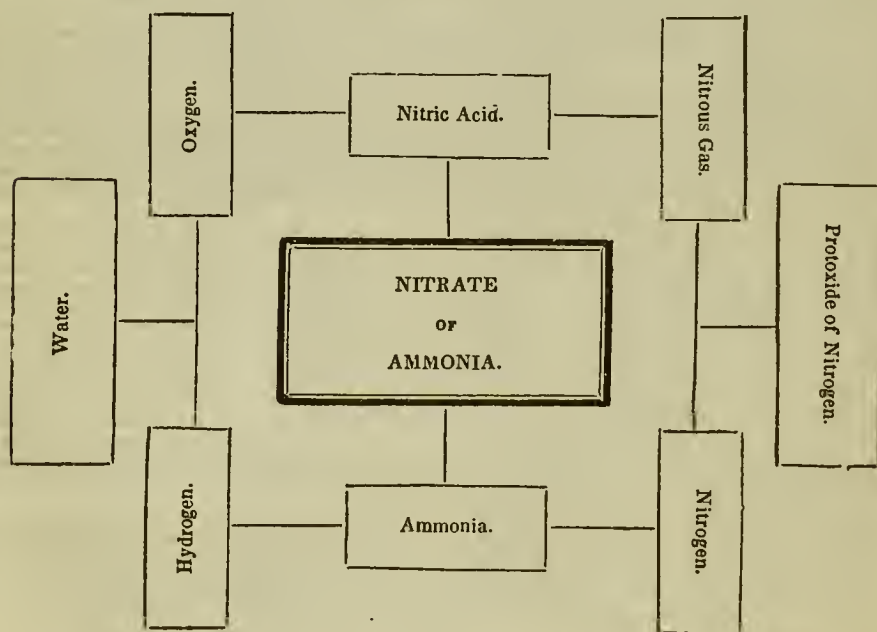 Oxygen.
Nitric Acid.
Nitrous Gas.
Water.
NITRATE
OF
AMMONIA.
Protoxide of Nitrogen.
Hydrogen.
Ammonia.
Nitrogen.